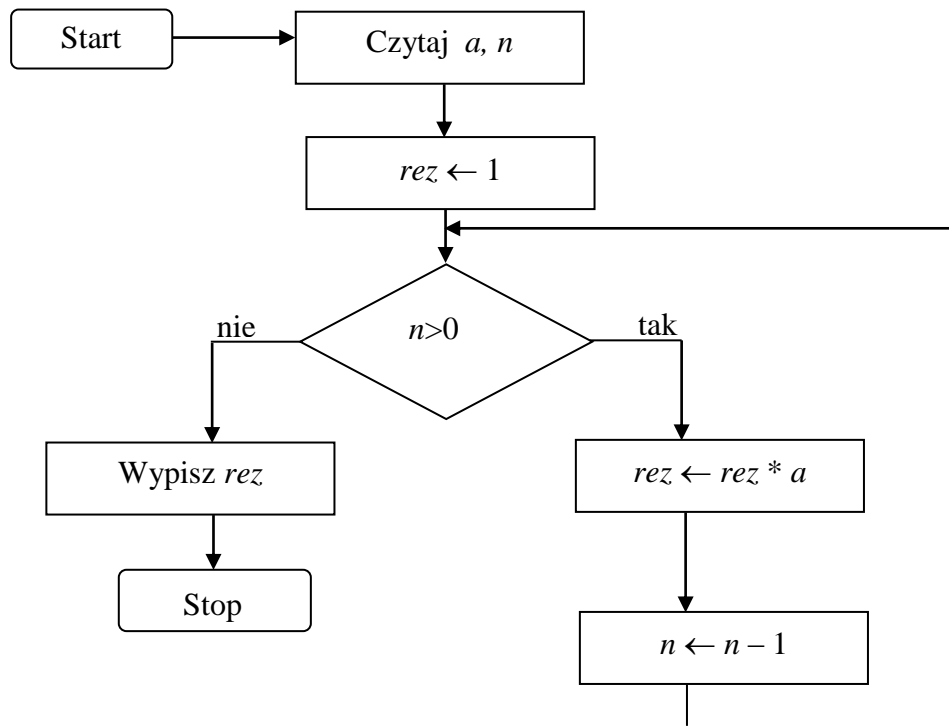 Start
Czytaj a, n
rez ← 1
n>0
nie
tak
Wypisz rez
rez ← rez * a
Stop
n ← n – 1